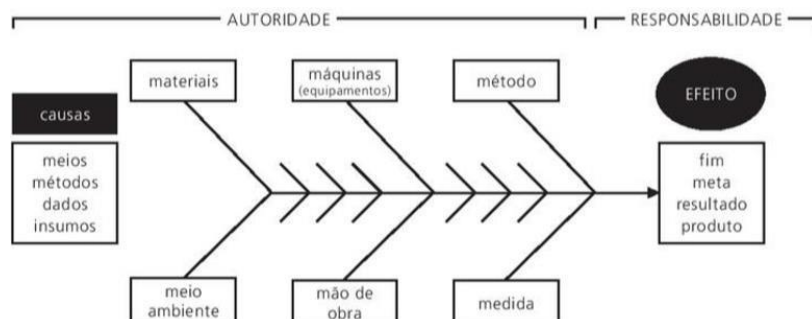 AUTORIDADE
RESPONSABILIDADE
materiais
máquinas
(equipamentos)
método
EFEITO
causas
meios
métodos
dados
insumos
fim
meta
resultado
produto
meio
ambiente
mão de
obra
medida